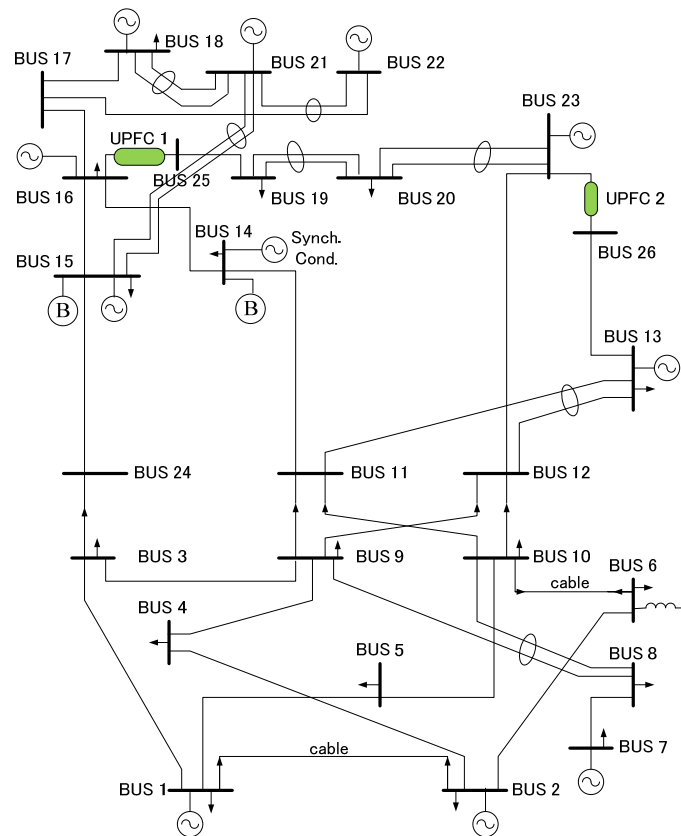 BUS 17
BUS 18
BUS 21
BUS 22
BUS 23
UPFC 1
BUS 25
BUS 16
BUS 19
BUS 20
UPFC 2
BUS 14
Synch.
Cond.
BUS 26
BUS 15
B
B
BUS 13
BUS 24
BUS 11
BUS 12
BUS 3
BUS 9
BUS 10
BUS 6
cable
BUS 4
BUS 5
BUS 8
cable
BUS 7
BUS 1
BUS 2